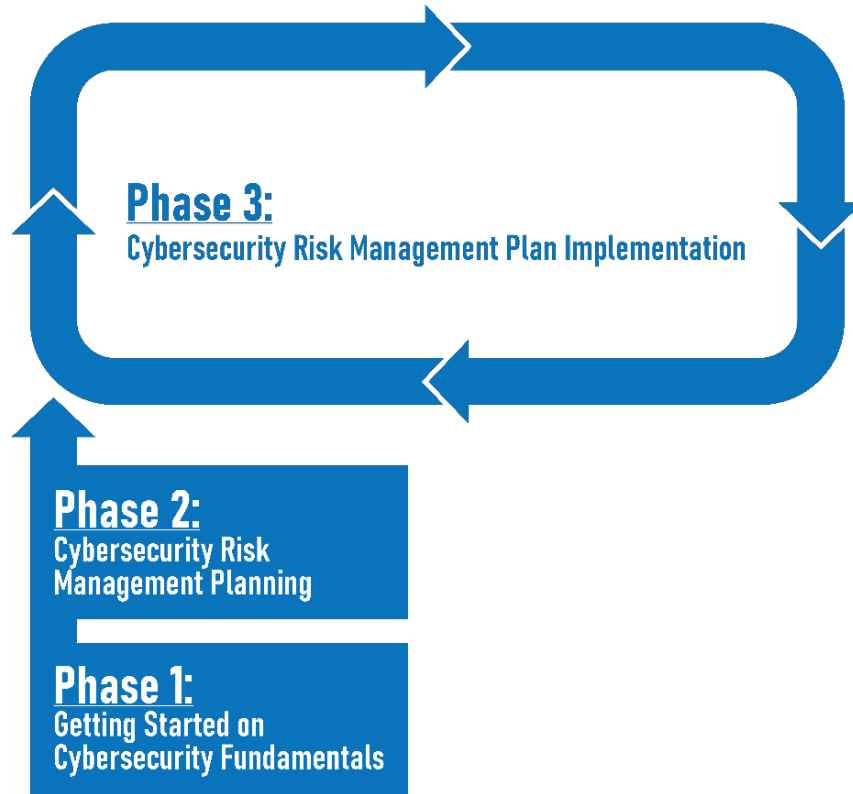 Phase 3:
Cybersecurity Risk Management Plan Implementation
Phase 2:
Cybersecurity Risk
Management Planning
Phase 1:
Getting Started on
Cybersecurity Fundamentals